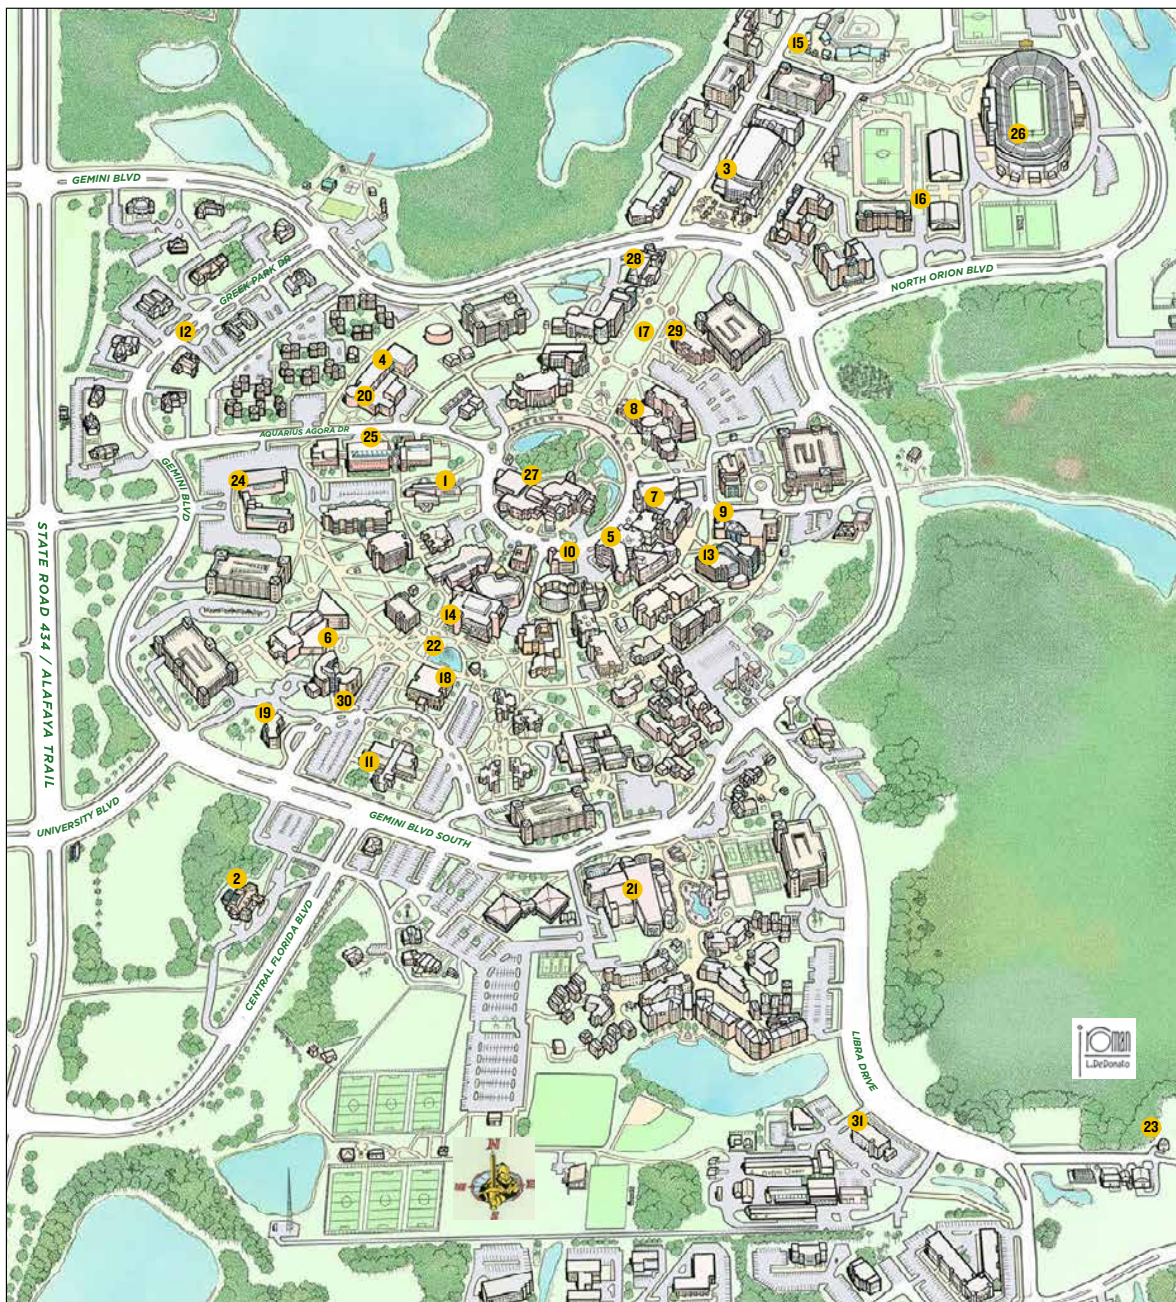 15
26
3
GEMINI BLVD
16
28
NORTH ORION BLVD
GREEK PARK DR
12
17
29
4
20
8
AQUARIUS AGORA DR
25
GEMINI BLVD
24
1
27
7
9
5
10
13
STATE ROAD 434 / ALAFAYA TRAIL
14
6
22
18
30
19
11
UNIVERSITY BLVD
GEMINI BLVD SOUTH
2
21
CENTRAL FLORIDA BLVD
LIBRA DRIVE
jroman
L.DeDonato
31
23
N
E
S